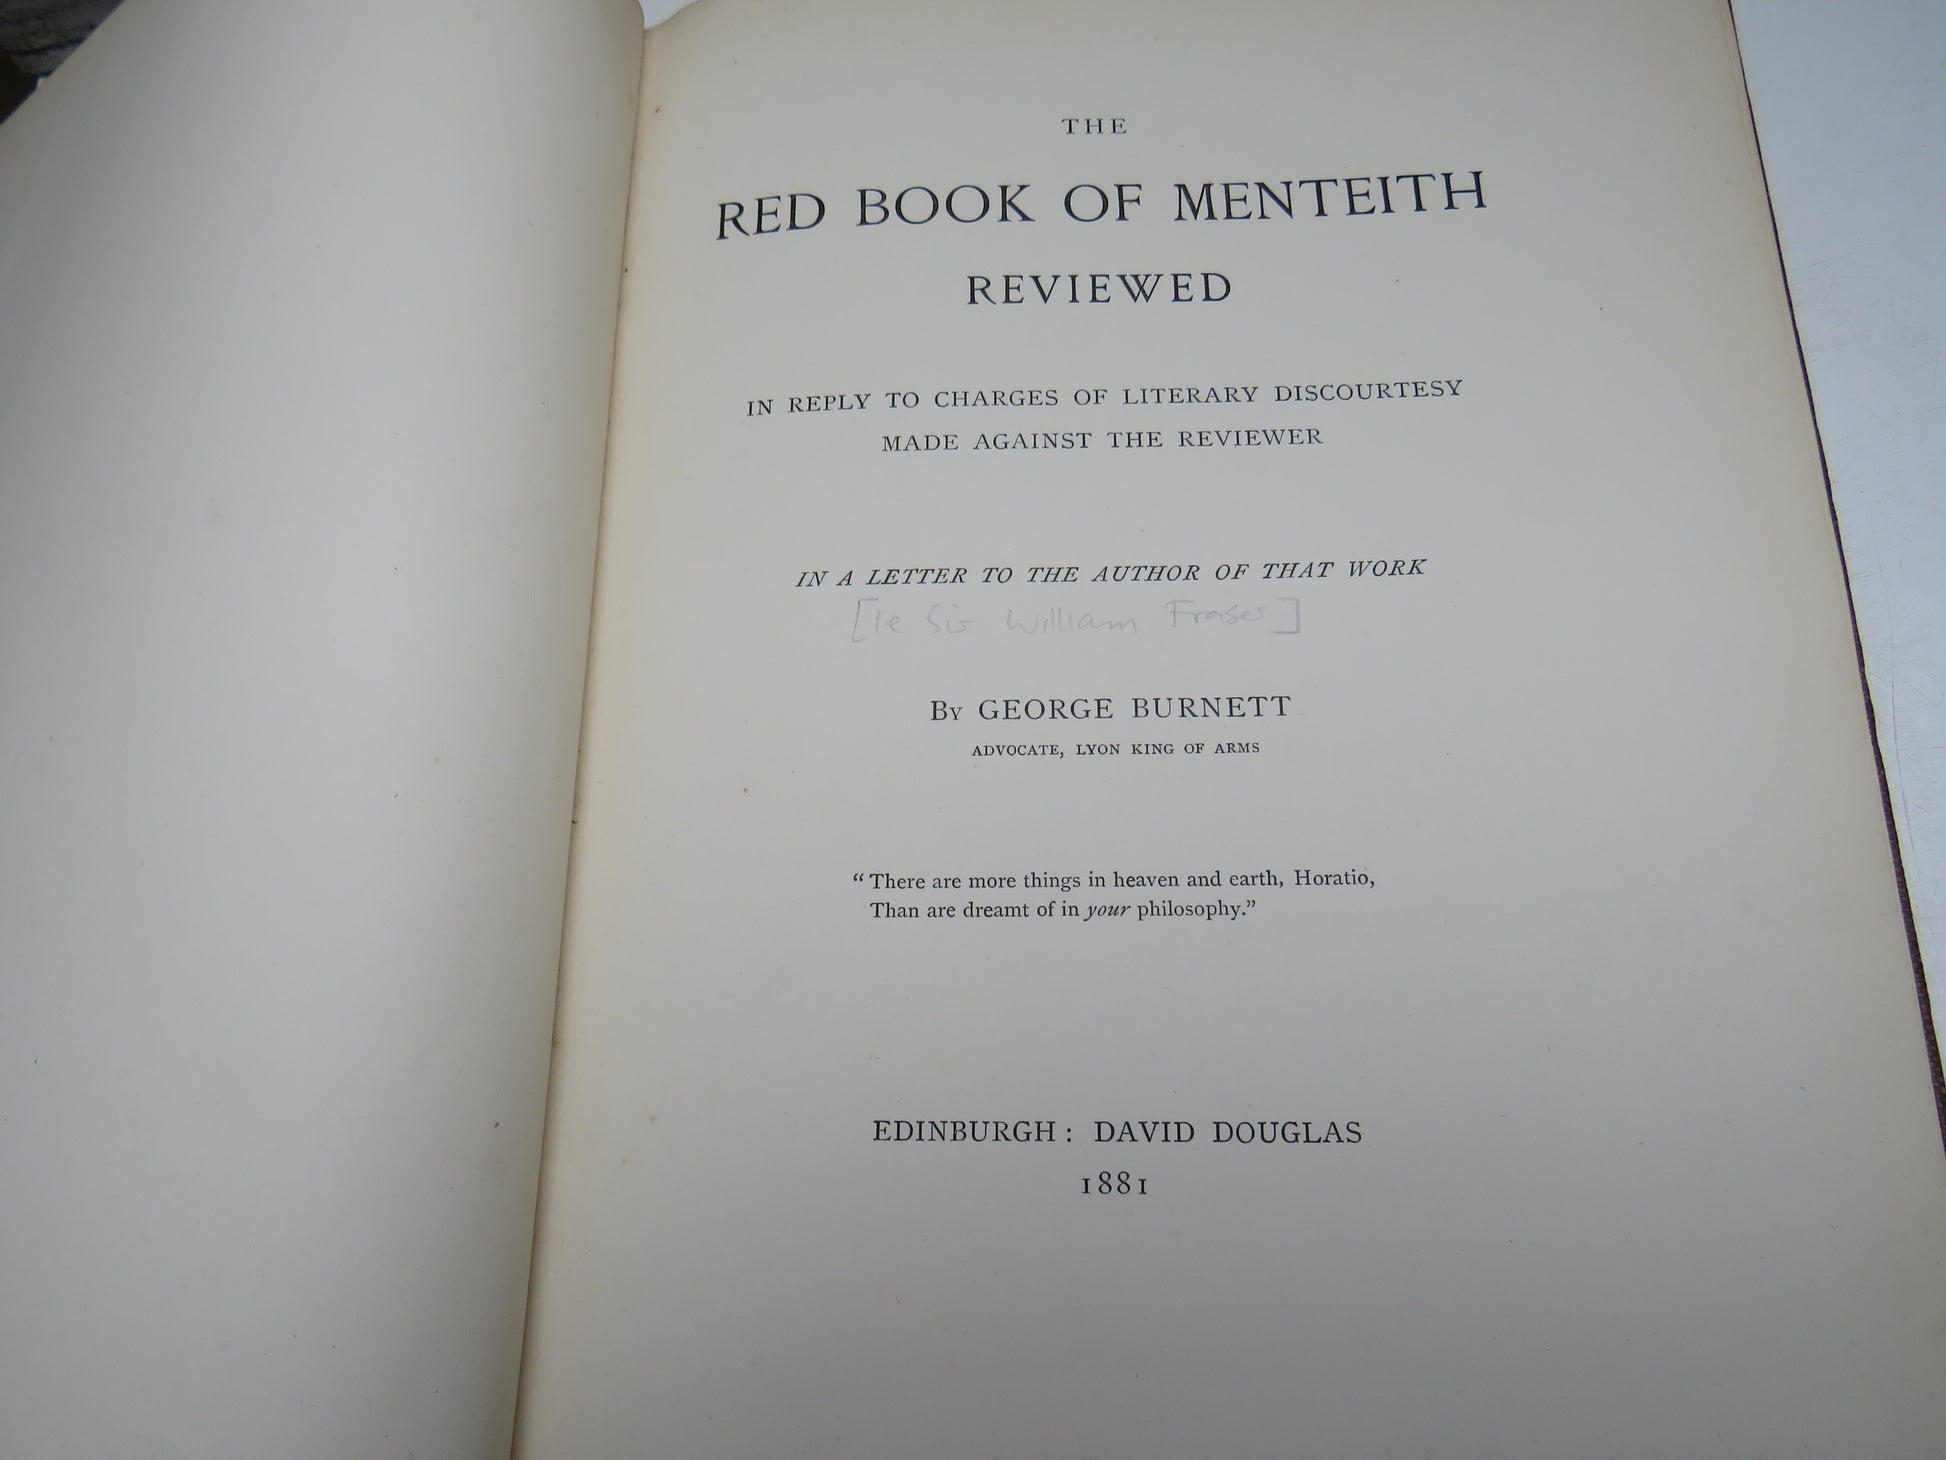 THE
RED BOOK OF MENTEITH
REVIEWED
IN REPLY TO CHARGES OF LITERARY DISCOURTESY
MADE AGAINST THE REVIEWER
IN A LETTER TO THE AUTHOR OF THAT WORK
[ie Sir William Fraser]
BY GEORGE BURNETT
ADVOCATE, LYON KING OF ARMS
“There are more things in heaven and earth, Horatio,
Than are dreamt of in your philosophy.”
EDINBURGH: DAVID DOUGLAS
1881